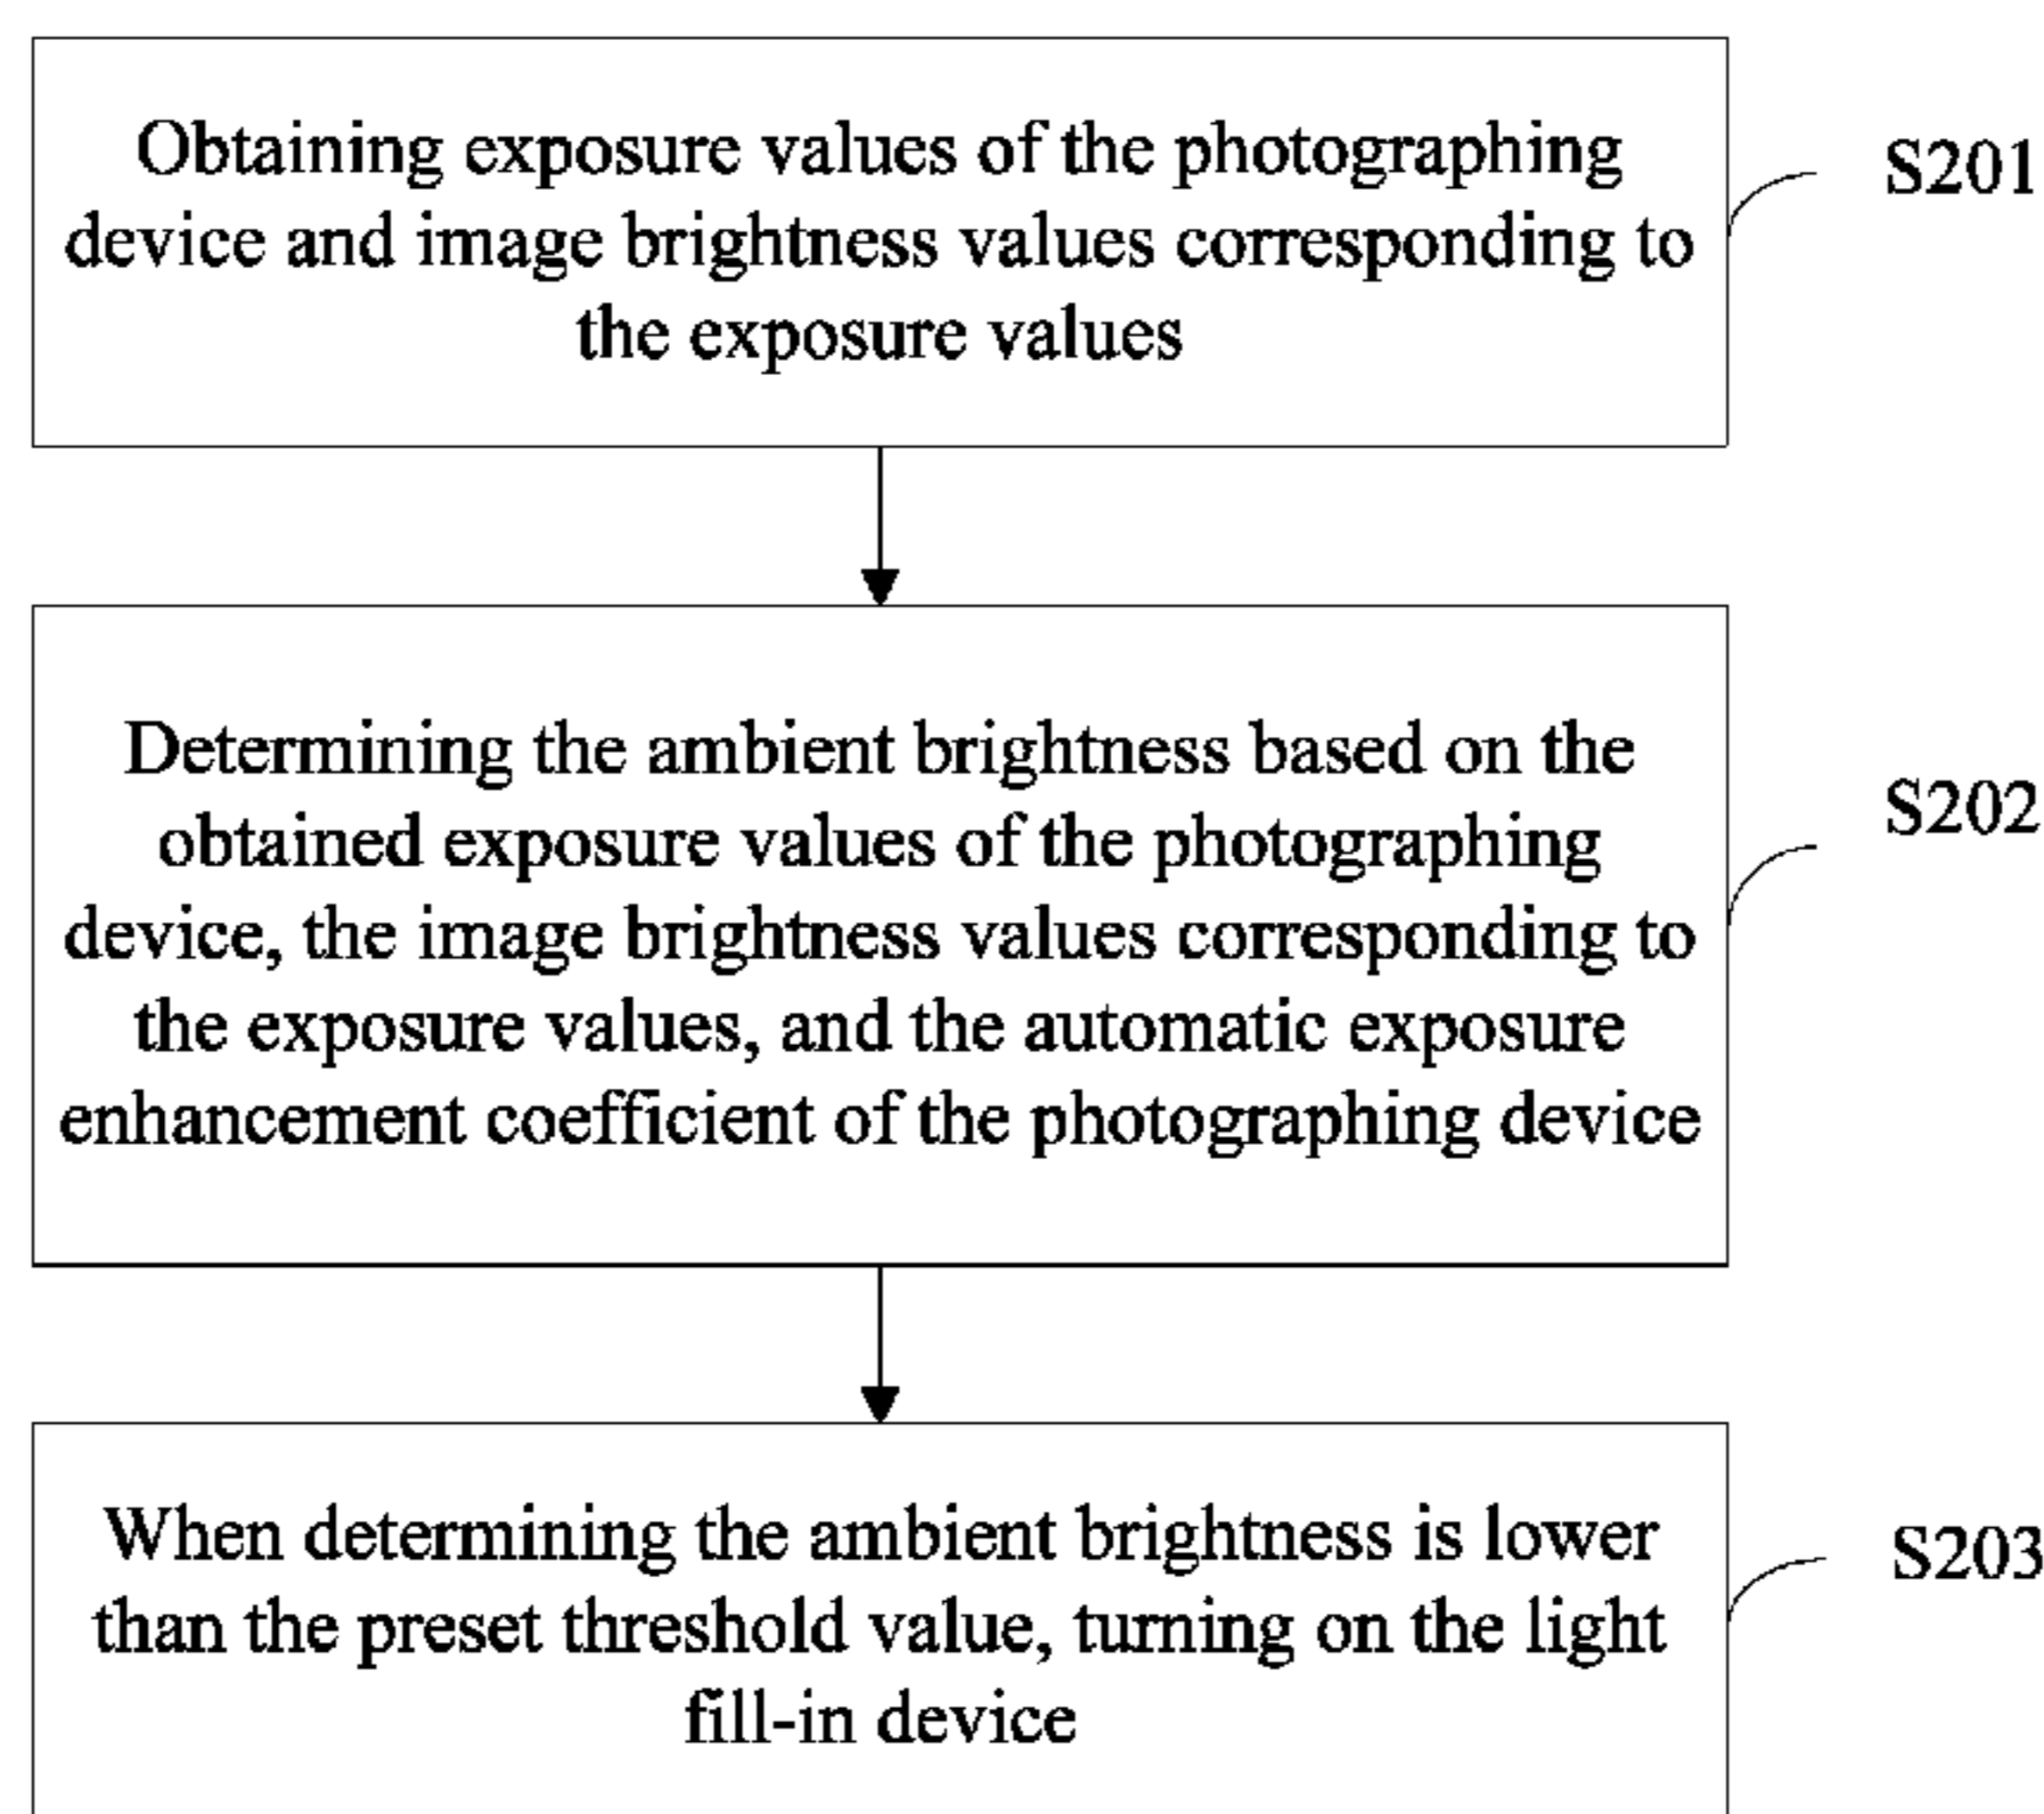 Obtaining exposure values of the photographing
device and image brightness values corresponding to
the exposure values
S201
Determining the ambient brightness based on the
obtained exposure values of the photographing
device, the image brightness values corresponding to
the exposure values, and the automatic exposure
enhancement coefficient of the photographing device
S202
When determining the ambient brightness is lower
than the preset threshold value, turning on the light
fill-in device
S203